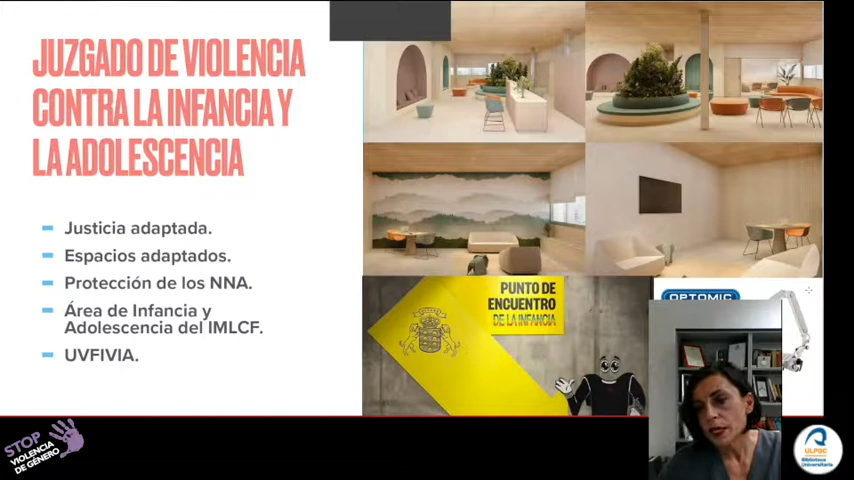 JUZGADO DE VIOLENCIA
CONTRA LA INFANCIA Y
LA ADOLESCENCIA
Justicia adaptada.
Espacios adaptados.
Protección de los NNA.
Área de Infancia y
Adolescencia del IMLCF.
UVFIVIA.
PUNTO DE
ENCUENTRO
DE LA INFANCIA
OPTOMIC
STOP
VIOLENCIA
DE GÉNERO
ULPGC
Biblioteca
Universitaria